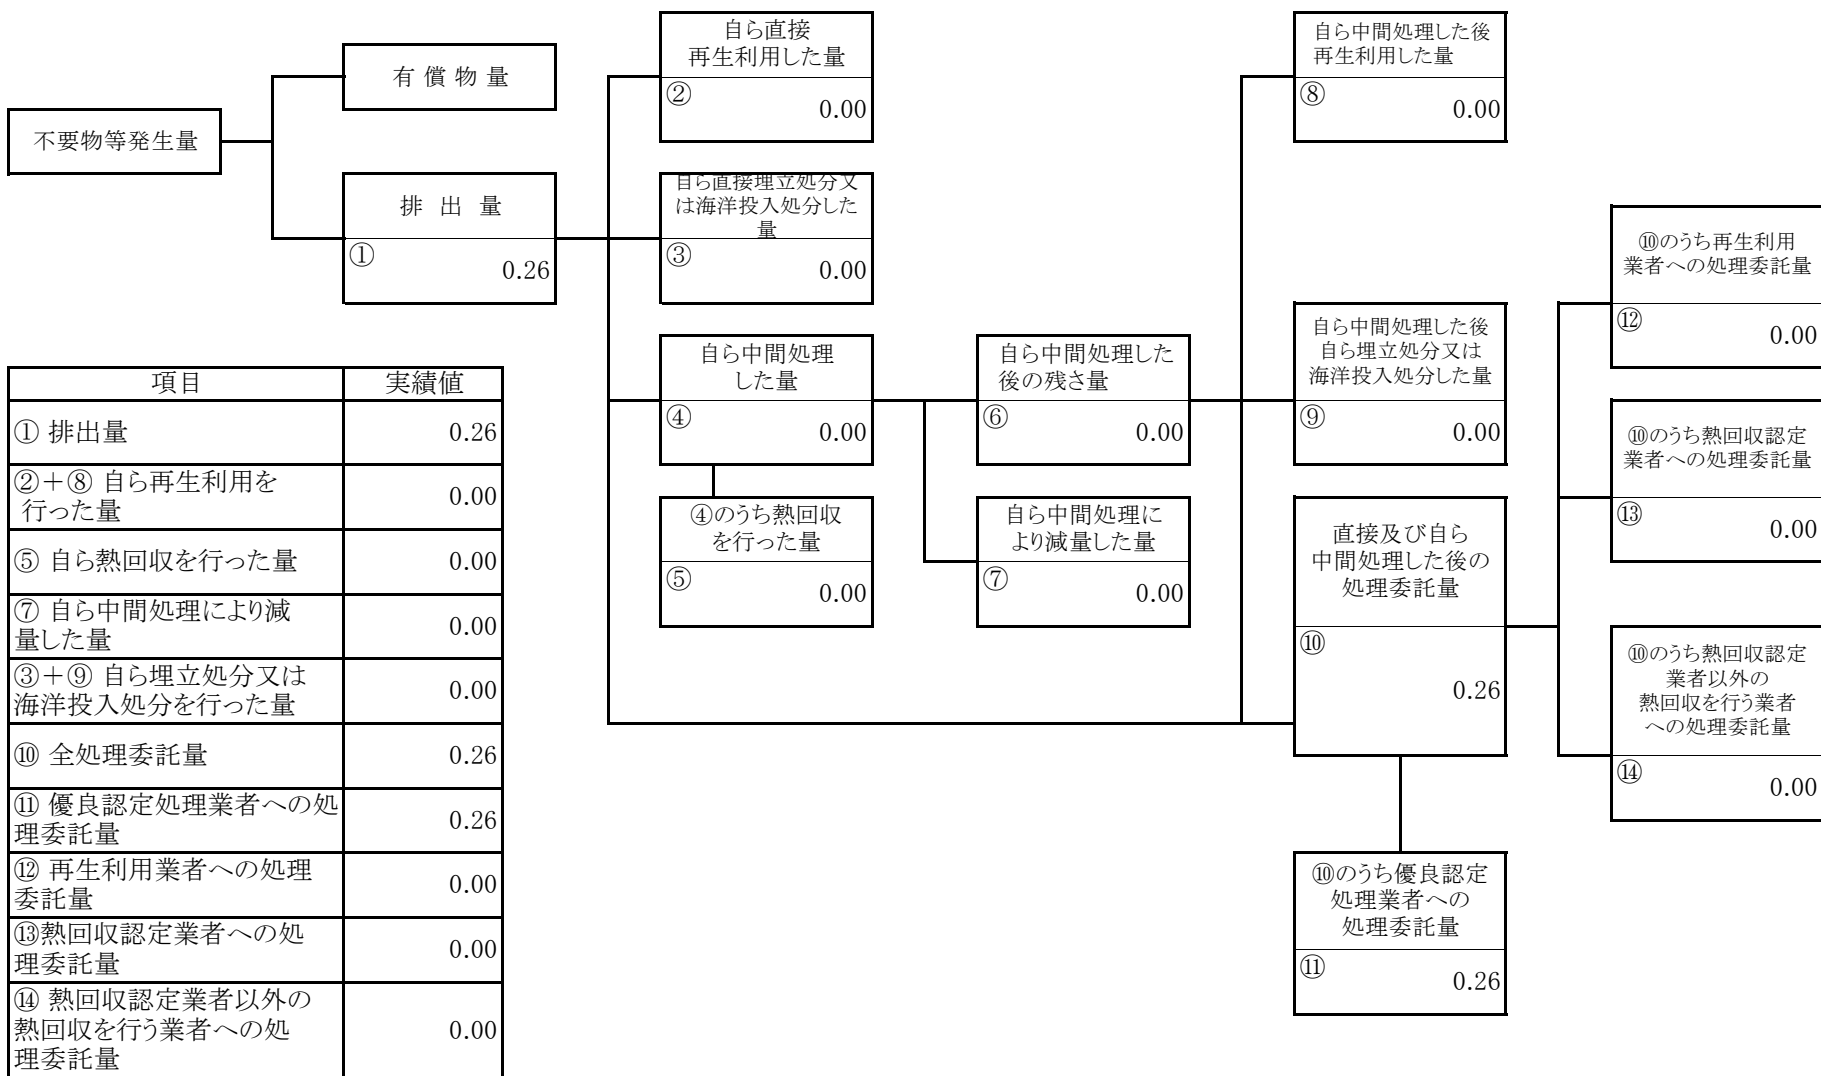 不要物等発生量
有償物量
排出量
①
0.26
自ら直接
再生利用した量
②
0.00
自ら直接埋立処分又
は海洋投入処分した
量
③
0.00
自ら中間処理
した量
④
0.00
④のうち熱回収
を行った量
⑤
0.00
自ら中間処理した
後の残さ量
⑥
0.00
自ら中間処理に
より減量した量
⑦
0.00
自ら中間処理した後
再生利用した量
⑧
0.00
自ら中間処理した後
自ら埋立処分又は
海洋投入処分した量
⑨
0.00
直接及び自ら
中間処理した後の
処理委託量
⑩
0.26
⑩のうち優良認定
処理業者への
処理委託量
⑪
0.26
⑩のうち再生利用
業者への処理委託量
⑫
0.00
⑩のうち熱回収認定
業者への処理委託量
⑬
0.00
⑩のうち熱回収認定
業者以外の
熱回収を行う業者
への処理委託量
⑭
0.00
項目 実績値
① 排出量 0.26
②+⑧ 自ら再生利用を
行った量 0.00
⑤ 自ら熱回収を行った量 0.00
⑦ 自ら中間処理により減
量した量 0.00
③+⑨ 自ら埋立処分又は
海洋投入処分を行った量 0.00
⑩ 全処理委託量 0.26
⑪ 優良認定処理業者への処
理委託量 0.26
⑫ 再生利用業者への処理
委託量 0.00
⑬熱回収認定業者への処
理委託量 0.00
⑭ 熱回収認定業者以外の
熱回収を行う業者への処
理委託量 0.00